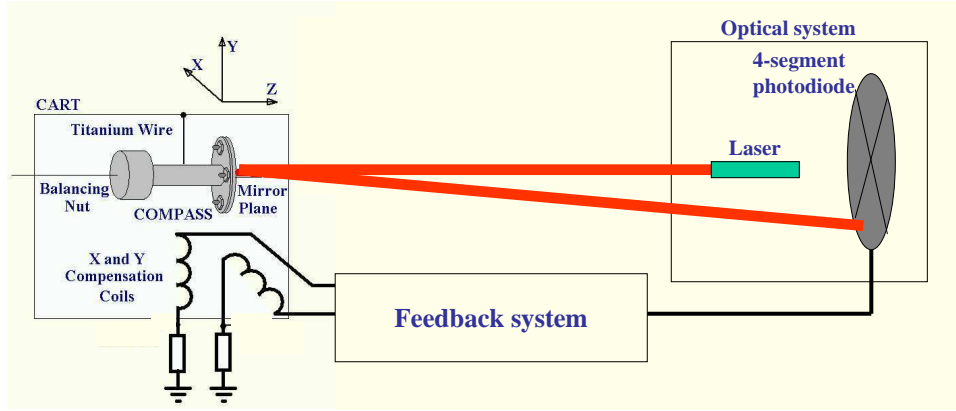 Optical system
4-segment
photodiode
Y
X
Z
CART
Titanium Wire
Laser
Balancing
Nut
Mirror
Plane
COMPASS
X and Y
Compensation
Coils
Feedback system